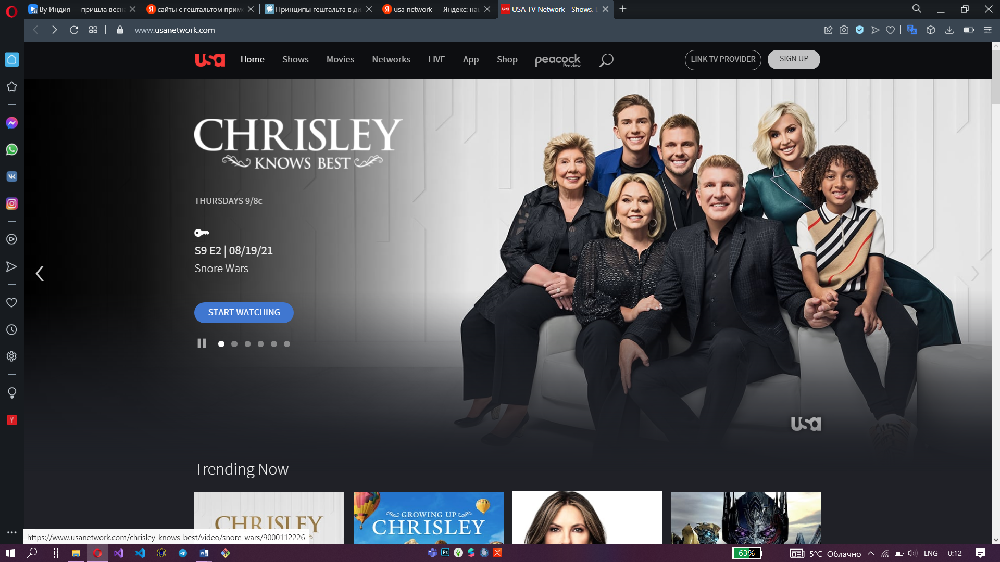 Ву Индия — пришла весн
сайты с гештальтом прим
Принципы гештальта в ди
usa network — Яндекс: на
USA TV Network - Shows, E
www.usanetwork.com
usa
Home
Shows
Movies
Networks
LIVE
App
Shop
peacock
Preview
LINK TV PROVIDER
SIGN UP
CHRISLEY
KNOWS BEST
THURSDAYS 9/8c
S9 E2 | 08/19/21
Snore Wars
START WATCHING
usa
Trending Now
CHRISLEY
GROWING UP
CHRISLEY
https://www.usanetwork.com/chrisley-knows-best/video/snore-wars/9000112226
63%
5°C Облачно
ENG
0:12